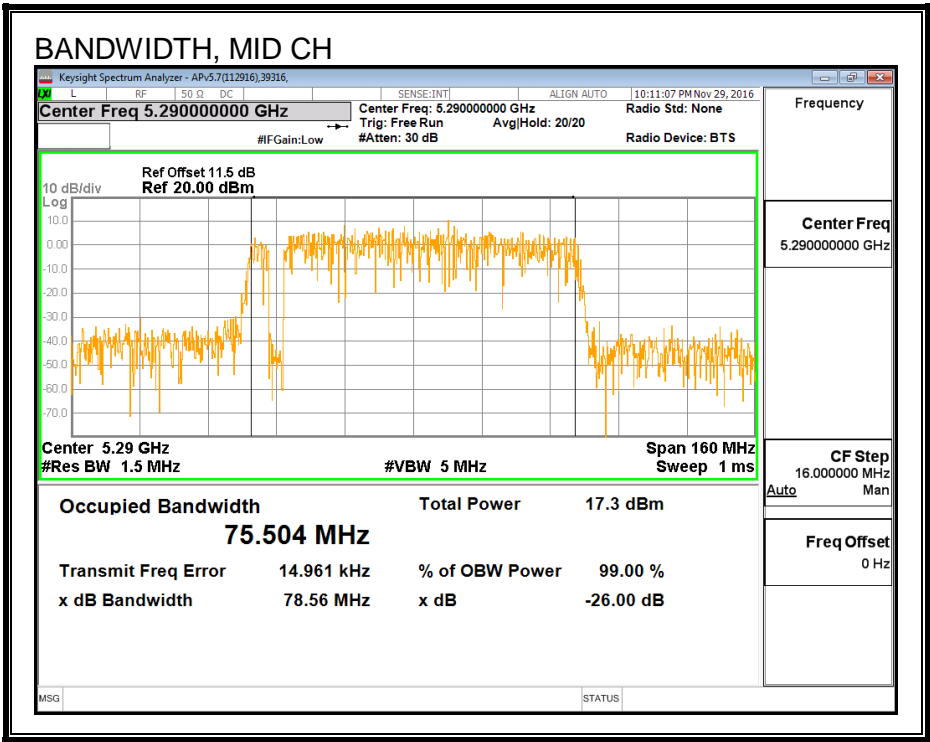 BANDWIDTH, MID CH
Keysight Spectrum Analyzer - APv5.7(112916),39316,
LXI L RF 50 Ω DC SENSE:INT ALIGN AUTO 10:11:07 PM Nov 29, 2016
Center Freq 5.290000000 GHz
Center Freq: 5.290000000 GHz Radio Std: None
Trig: Free Run Avg|Hold: 20/20
#IFGain:Low #Atten: 30 dB Radio Device: BTS
Frequency
Ref Offset 11.5 dB
10 dB/div Ref 20.00 dBm
Log
10.0
0.00
-10.0
-20.0
-30.0
-40.0
-50.0
-60.0
-70.0
Center 5.29 GHz Span 160 MHz
#Res BW 1.5 MHz #VBW 5 MHz Sweep 1 ms
Center Freq
5.290000000 GHz
CF Step
16.000000 MHz
Auto Man
Freq Offset
0 Hz
Occupied Bandwidth Total Power 17.3 dBm
75.504 MHz
Transmit Freq Error 14.961 kHz % of OBW Power 99.00 %
x dB Bandwidth 78.56 MHz x dB -26.00 dB
MSG STATUS